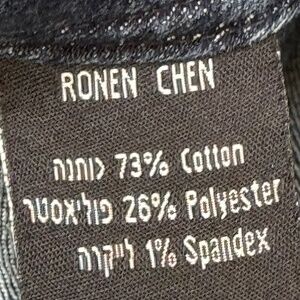 RONEN CHEN
כותנה 73% Cotton
פוליאסטר 26% Polyester
לייקרה 1% Spandex